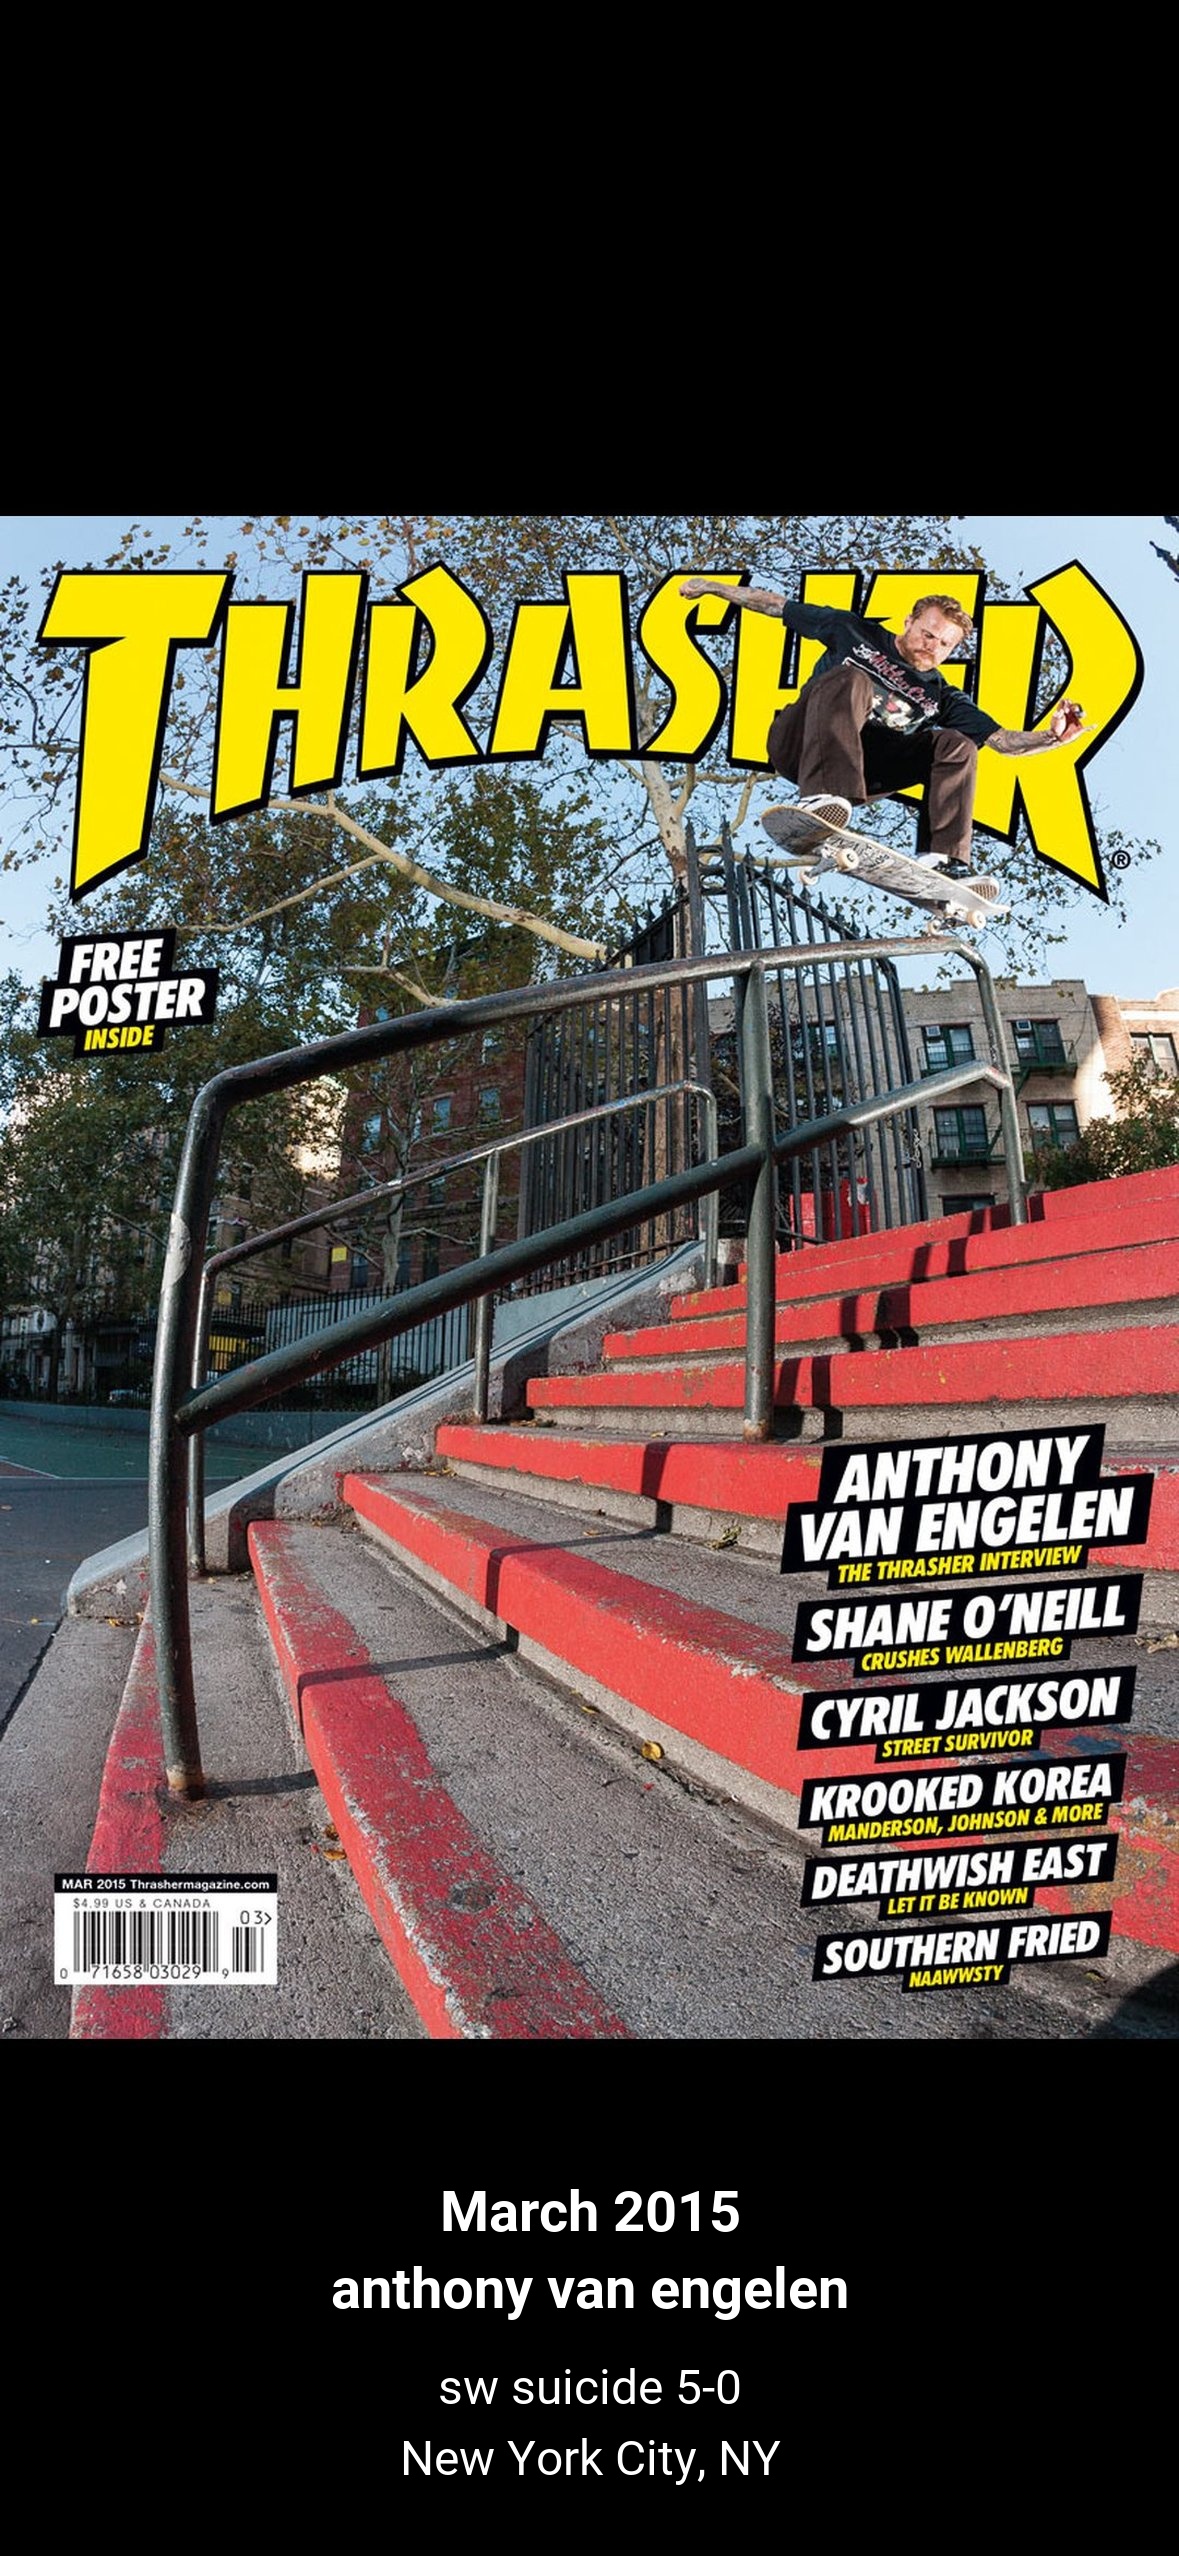 THRASHER®
FREE
POSTER
INSIDE
ANTHONY
VAN ENGELEN
THE THRASHER INTERVIEW
SHANE O'NEILL
CRUSHES WALLENBERG
CYRIL JACKSON
STREET SURVIVOR
KROOKED KOREA
MANDERSON, JOHNSON & MORE
DEATHWISH EAST
LET IT BE KNOWN
SOUTHERN FRIED
NAAWWSTY
MAR 2015 Thrashermagazine.com
$4.99 US & CANADA
03>
0 71658 03029 9
March 2015
anthony van engelen
sw suicide 5-0
New York City, NY